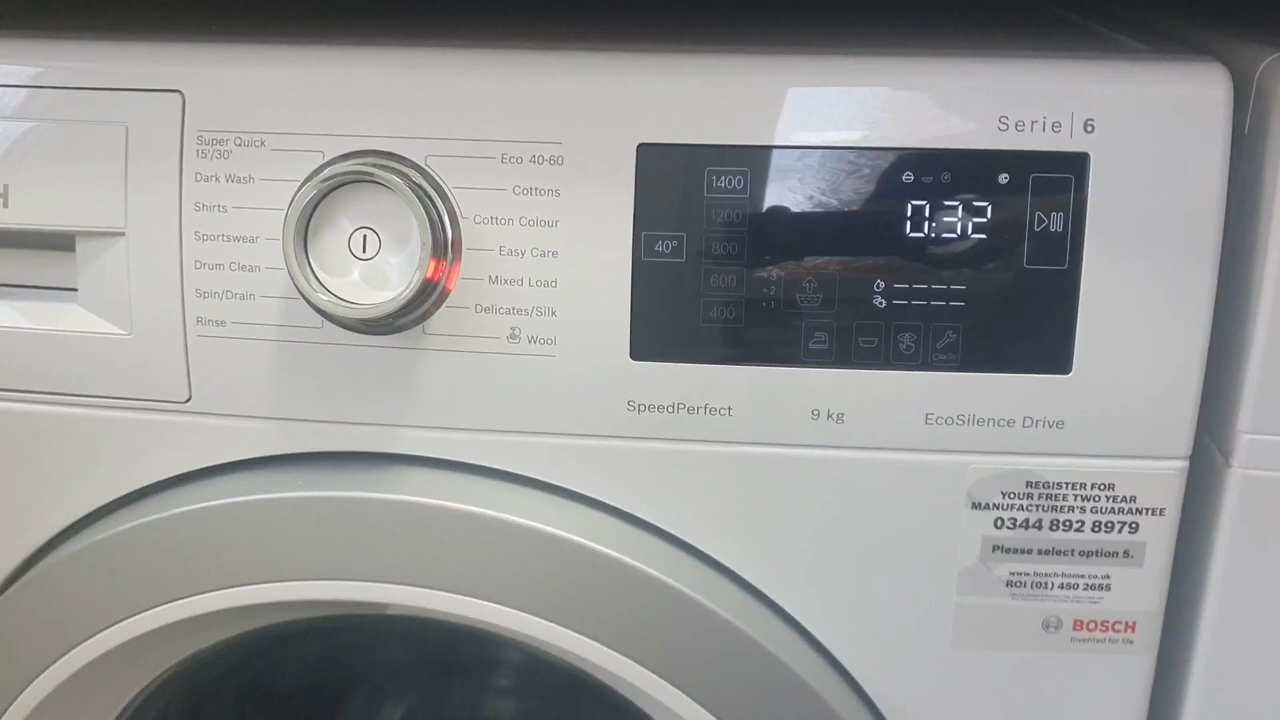 H
Super Quick
15'/30'
Dark Wash
Shirts
Sportswear
Drum Clean
Spin/Drain
Rinse
Eco 40-60
Cottons
Cotton Colour
Easy Care
Mixed Load
Delicates/Silk
Wool
Serie | 6
40°
1400
1200
800
600
400
+3
+2
+1
0:32
SpeedPerfect
9 kg
EcoSilence Drive
REGISTER FOR
YOUR FREE TWO YEAR
MANUFACTURER'S GUARANTEE
0344 892 8979
Please select option 5.
www.bosch-home.co.uk
ROI (01) 450 2655
BOSCH
Invented for life